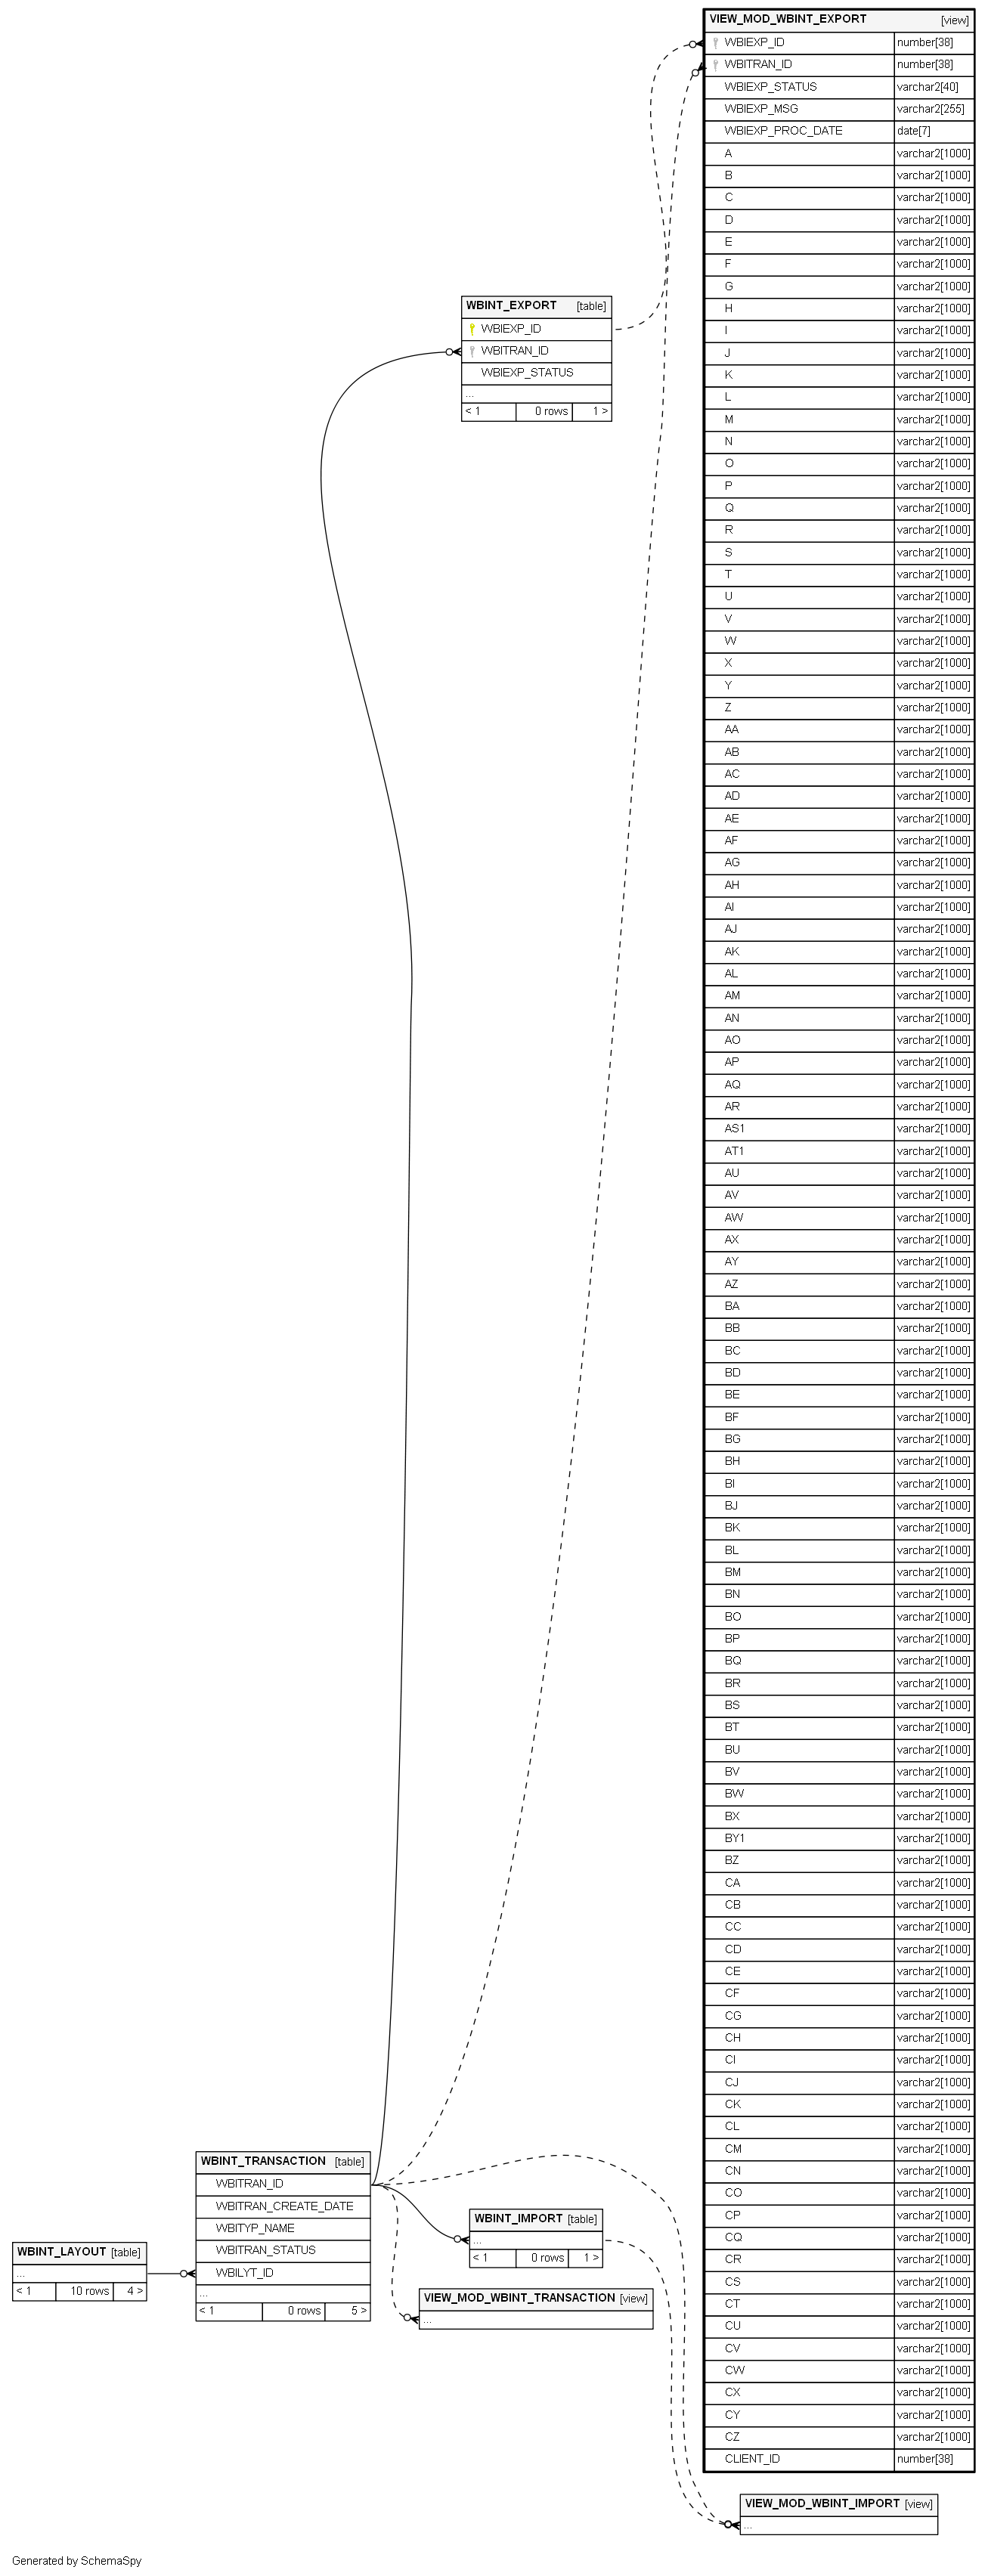 VIEW_MOD_WBINT_EXPORT [view]
WBIEXP_ID number[38]
WBITRAN_ID number[38]
WBIEXP_STATUS varchar2[40]
WBIEXP_MSG varchar2[255]
WBIEXP_PROC_DATE date[7]
A varchar2[1000]
B varchar2[1000]
C varchar2[1000]
D varchar2[1000]
E varchar2[1000]
F varchar2[1000]
G varchar2[1000]
H varchar2[1000]
I varchar2[1000]
J varchar2[1000]
K varchar2[1000]
L varchar2[1000]
M varchar2[1000]
N varchar2[1000]
O varchar2[1000]
P varchar2[1000]
Q varchar2[1000]
R varchar2[1000]
S varchar2[1000]
T varchar2[1000]
U varchar2[1000]
V varchar2[1000]
W varchar2[1000]
X varchar2[1000]
Y varchar2[1000]
Z varchar2[1000]
AA varchar2[1000]
AB varchar2[1000]
AC varchar2[1000]
AD varchar2[1000]
AE varchar2[1000]
AF varchar2[1000]
AG varchar2[1000]
AH varchar2[1000]
AI varchar2[1000]
AJ varchar2[1000]
AK varchar2[1000]
AL varchar2[1000]
AM varchar2[1000]
AN varchar2[1000]
AO varchar2[1000]
AP varchar2[1000]
AQ varchar2[1000]
AR varchar2[1000]
AS1 varchar2[1000]
AT1 varchar2[1000]
AU varchar2[1000]
AV varchar2[1000]
AW varchar2[1000]
AX varchar2[1000]
AY varchar2[1000]
AZ varchar2[1000]
BA varchar2[1000]
BB varchar2[1000]
BC varchar2[1000]
BD varchar2[1000]
BE varchar2[1000]
BF varchar2[1000]
BG varchar2[1000]
BH varchar2[1000]
BI varchar2[1000]
BJ varchar2[1000]
BK varchar2[1000]
BL varchar2[1000]
BM varchar2[1000]
BN varchar2[1000]
BO varchar2[1000]
BP varchar2[1000]
BQ varchar2[1000]
BR varchar2[1000]
BS varchar2[1000]
BT varchar2[1000]
BU varchar2[1000]
BV varchar2[1000]
BW varchar2[1000]
BX varchar2[1000]
BY1 varchar2[1000]
BZ varchar2[1000]
CA varchar2[1000]
CB varchar2[1000]
CC varchar2[1000]
CD varchar2[1000]
CE varchar2[1000]
CF varchar2[1000]
CG varchar2[1000]
CH varchar2[1000]
CI varchar2[1000]
CJ varchar2[1000]
CK varchar2[1000]
CL varchar2[1000]
CM varchar2[1000]
CN varchar2[1000]
CO varchar2[1000]
CP varchar2[1000]
CQ varchar2[1000]
CR varchar2[1000]
CS varchar2[1000]
CT varchar2[1000]
CU varchar2[1000]
CV varchar2[1000]
CW varchar2[1000]
CX varchar2[1000]
CY varchar2[1000]
CZ varchar2[1000]
CLIENT_ID number[38]
WBINT_EXPORT [table]
WBIEXP_ID
WBITRAN_ID
WBIEXP_STATUS
...
< 1 0 rows 1 >
WBINT_TRANSACTION [table]
WBITRAN_ID
WBITRAN_CREATE_DATE
WBITYP_NAME
WBITRAN_STATUS
WBILYT_ID
...
< 1 0 rows 5 >
WBINT_LAYOUT [table]
...
< 1 10 rows 4 >
WBINT_IMPORT [table]
...
< 1 0 rows 1 >
VIEW_MOD_WBINT_TRANSACTION [view]
...
VIEW_MOD_WBINT_IMPORT [view]
...
Generated by SchemaSpy